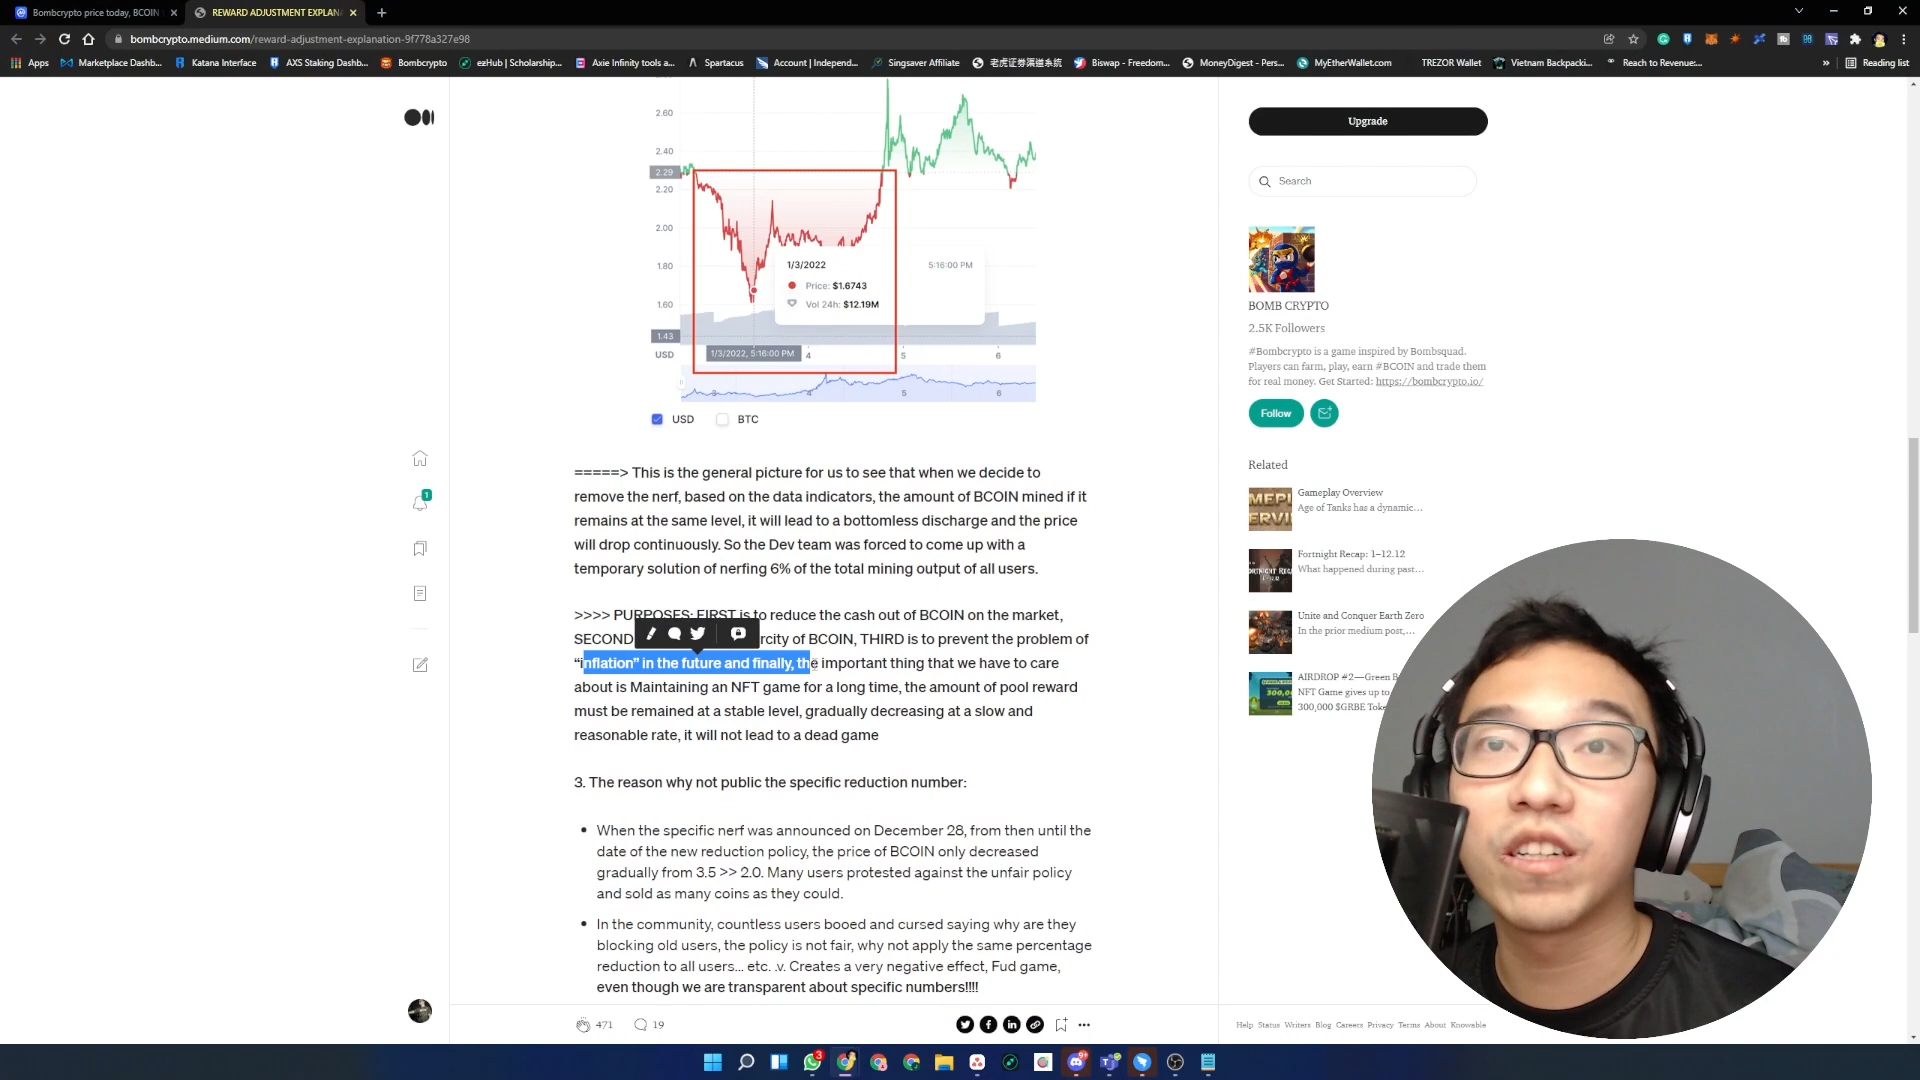 Bombcrypto price today, BCOIN
REWARD ADJUSTMENT EXPLAN
bombcrypto.medium.com/reward-adjustment-explanation-9f778a327e98
Apps
Marketplace Dashb...
Katana Interface
AXS Staking Dashb...
Bombcrypto
ezHub | Scholarship...
Axie Infinity tools a...
Spartacus
Account | Independ...
Singsaver Affiliate
老虎证券渠道系统
Biswap - Freedom...
MoneyDigest - Pers...
MyEtherWallet.com
TREZOR Wallet
Vietnam Backpacki...
Reach to Revenue:...
»
Reading list
2.60
2.40
2.29
2.20
2.00
1.80
1.60
1.43
USD
1/3/2022
5:16:00 PM
Price: $1.6743
Vol 24h: $12.19M
1/3/2022, 5:16:00 PM
4
5
6
3
4
5
6
USD
BTC
=====> This is the general picture for us to see that when we decide to
remove the nerf, based on the data indicators, the amount of BCOIN mined if it
remains at the same level, it will lead to a bottomless discharge and the price
will drop continuously. So the Dev team was forced to come up with a
temporary solution of nerfing 6% of the total mining output of all users.
>>>> PURPOSES: FIRST is to reduce the cash out of BCOIN on the market,
SECOND rcity of BCOIN, THIRD is to prevent the problem of
“inflation” in the future and finally, the important thing that we have to care
about is Maintaining an NFT game for a long time, the amount of pool reward
must be remained at a stable level, gradually decreasing at a slow and
reasonable rate, it will not lead to a dead game
3. The reason why not public the specific reduction number:
• When the specific nerf was announced on December 28, from then until the
date of the new reduction policy, the price of BCOIN only decreased
gradually from 3.5 >> 2.0. Many users protested against the unfair policy
and sold as many coins as they could.
• In the community, countless users booed and cursed saying why are they
blocking old users, the policy is not fair, why not apply the same percentage
reduction to all users... etc. .v. Creates a very negative effect, Fud game,
even though we are transparent about specific numbers!!!!
471
19
Upgrade
Search
BOMB CRYPTO
2.5K Followers
#Bombcrypto is a game inspired by Bombsquad.
Players can farm, play, earn #BCOIN and trade them
for real money. Get Started: https://bombcrypto.io/
Follow
Related
Gameplay Overview
Age of Tanks has a dynamic...
Fortnight Recap: 1–12.12
What happened during past...
Unite and Conquer Earth Zero
In the prior medium post,...
AIRDROP #2—Green B
NFT Game gives up to
300,000 $GRBE Toke
Help Status Writers Blog Careers Privacy Terms About Knowable
1
3
9+